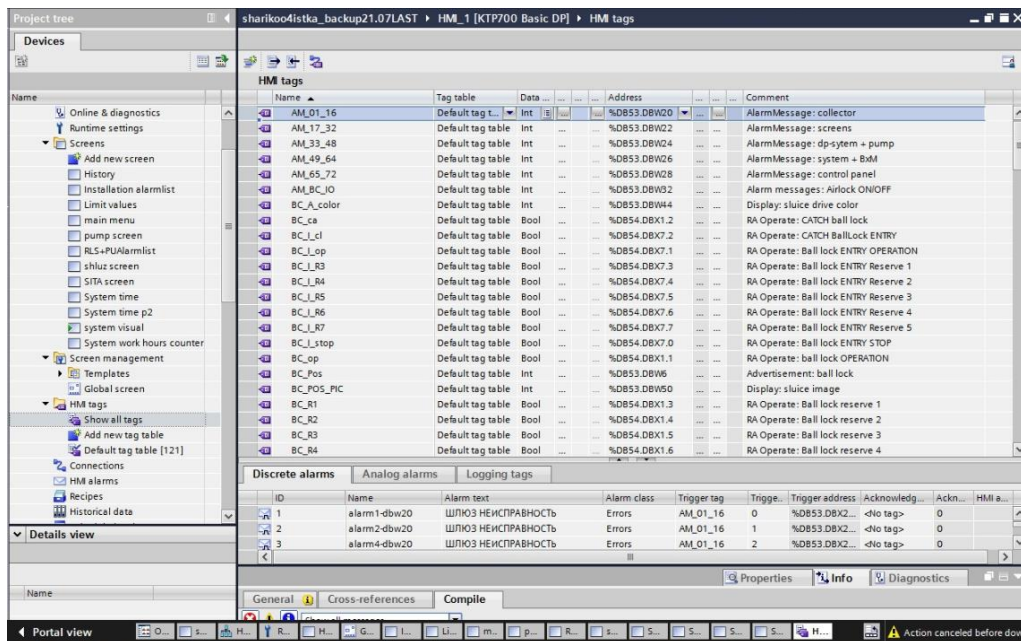 Project tree
sharikoo4istka_backup21.07LAST ▸ HMI_1 [KTP700 Basic DP] ▸ HMI tags
Devices
HMI tags
Name
Online & diagnostics
Runtime settings
Screens
Add new screen
History
Installation alarmlist
Limit values
main menu
pump screen
RLS+PUAlarmlist
shluz screen
SITA screen
System time
System time p2
system visual
System work hours counter
Screen management
Templates
Global screen
HMI tags
Show all tags
Add new tag table
Default tag table [121]
Connections
HMI alarms
Recipes
Historical data
Details view
Name
Name Tag table Data ... ... ... ... Address ... ... ... Comment
AM_01_16 Default tag t... Int ... ... %DB53.DBW20 ... AlarmMessage: collector
AM_17_32 Default tag table Int ... ... %DB53.DBW22 ... ... AlarmMessage: screens
AM_33_48 Default tag table Int ... ... %DB53.DBW24 ... ... AlarmMessage: dp-sytem + pump
AM_49_64 Default tag table Int ... ... %DB53.DBW26 ... ... AlarmMessage: system + BxM
AM_65_72 Default tag table Int ... ... %DB53.DBW28 ... ... AlarmMessage: control panel
AM_BC_IO Default tag table Int ... ... %DB53.DBW32 ... ... Alarm messages: Airlock ON/OFF
BC_A_color Default tag table Int ... ... %DB53.DBW44 ... ... Display: sluice drive color
BC_ca Default tag table Bool ... ... %DB54.DBX1.2 ... ... RA Operate: CATCH ball lock
BC_I_cl Default tag table Bool ... ... %DB54.DBX7.2 ... ... RA Operate: CATCH BallLock ENTRY
BC_I_op Default tag table Bool ... ... %DB54.DBX7.1 ... ... RA Operate: Ball lock ENTRY OPERATION
BC_I_R3 Default tag table Bool ... ... %DB54.DBX7.3 ... ... RA Operate: Ball lock ENTRY Reserve 1
BC_I_R4 Default tag table Bool ... ... %DB54.DBX7.4 ... ... RA Operate: Ball lock ENTRY Reserve 2
BC_I_R5 Default tag table Bool ... ... %DB54.DBX7.5 ... ... RA Operate: Ball lock ENTRY Reserve 3
BC_I_R6 Default tag table Bool ... ... %DB54.DBX7.6 ... ... RA Operate: Ball lock ENTRY Reserve 4
BC_I_R7 Default tag table Bool ... ... %DB54.DBX7.7 ... ... RA Operate: Ball lock ENTRY Reserve 5
BC_I_stop Default tag table Bool ... ... %DB54.DBX7.0 ... ... RA Operate: Ball lock ENTRY STOP
BC_op Default tag table Bool ... ... %DB54.DBX1.1 ... ... RA Operate: ball lock OPERATION
BC_Pos Default tag table Int ... ... %DB53.DBW6 ... ... Advertisement: ball lock
BC_POS_PIC Default tag table Int ... ... %DB53.DBW50 ... ... Display: sluice image
BC_R1 Default tag table Bool ... ... %DB54.DBX1.3 ... ... RA Operate: Ball lock reserve 1
BC_R2 Default tag table Bool ... ... %DB54.DBX1.4 ... ... RA Operate: Ball lock reserve 2
BC_R3 Default tag table Bool ... ... %DB54.DBX1.5 ... ... RA Operate: ball lock reserve 3
BC_R4 Default tag table Bool ... ... %DB54.DBX1.6 ... ... RA Operate: ball lock reserve 4
Discrete alarms Analog alarms Logging tags
ID Name Alarm text Alarm class Trigger tag Trigge.. Trigger address Acknowledg... Ackn... HMI a...
1 alarm1-dbw20 ШЛЮЗ НЕИСПРАВНОСТЬ Errors AM_01_16 0 %DB53.DBX2... <No tag> 0
2 alarm2-dbw20 ШЛЮЗ НЕИСПРАВНОСТЬ Errors AM_01_16 1 %DB53.DBX2... <No tag> 0
3 alarm4-dbw20 ШЛЮЗ НЕИСПРАВНОСТЬ Errors AM_01_16 2 %DB53.DBX2... <No tag> 0
Properties Info Diagnostics
General Cross-references Compile
Portal view O... s... H... R... H... G... I... Li... m... p... R... s... S... S... S... S... H... Action canceled before dow